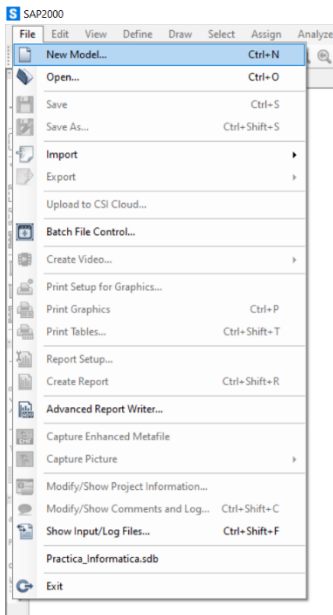 SAP2000
File Edit View Define Draw Select Assign Analyze
New Model... Ctrl+N
Open... Ctrl+O
Save Ctrl+S
Save As... Ctrl+Shift+S
Import
Export
Upload to CSI Cloud...
Batch File Control...
Create Video...
Print Setup for Graphics...
Print Graphics Ctrl+P
Print Tables... Ctrl+Shift+T
Report Setup...
Create Report Ctrl+Shift+R
Advanced Report Writer...
Capture Enhanced Metafile
Capture Picture
Modify/Show Project Information...
Modify/Show Comments and Log... Ctrl+Shift+C
Show Input/Log Files... Ctrl+Shift+F
Practica_Informatica.sdb
Exit